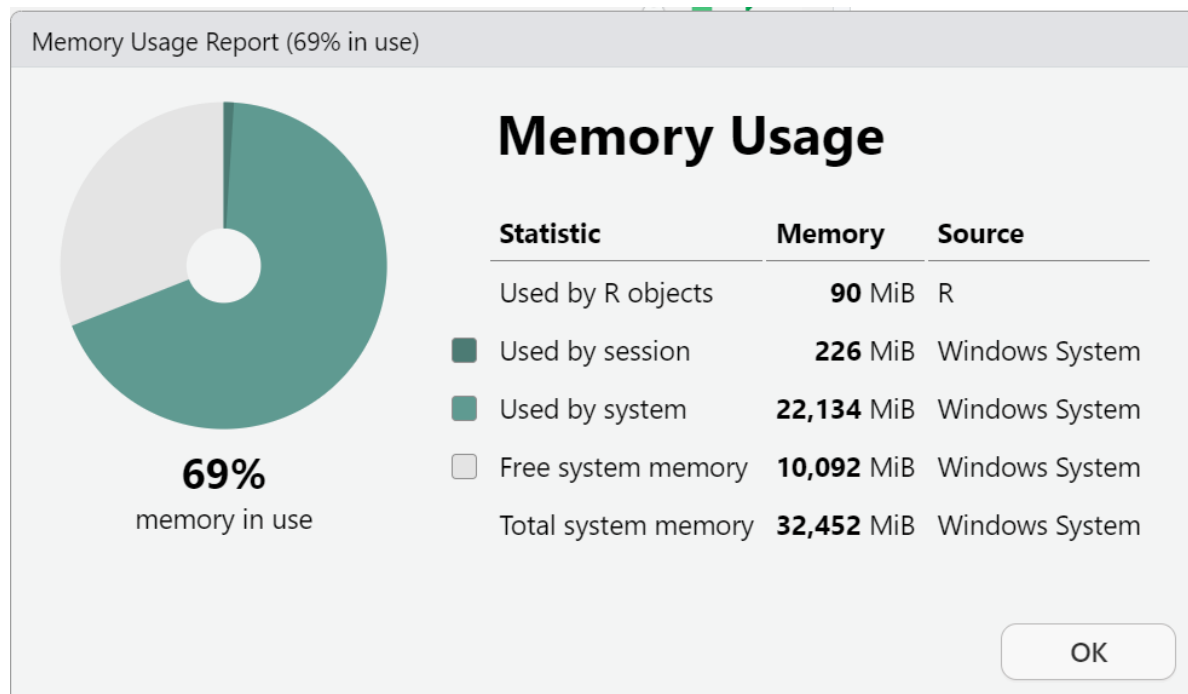 Memory Usage Report (69% in use)
Memory Usage
Statistic Memory Source
Used by R objects 90 MiB R
Used by session 226 MiB Windows System
Used by system 22,134 MiB Windows System
Free system memory 10,092 MiB Windows System
Total system memory 32,452 MiB Windows System
69%
memory in use
OK